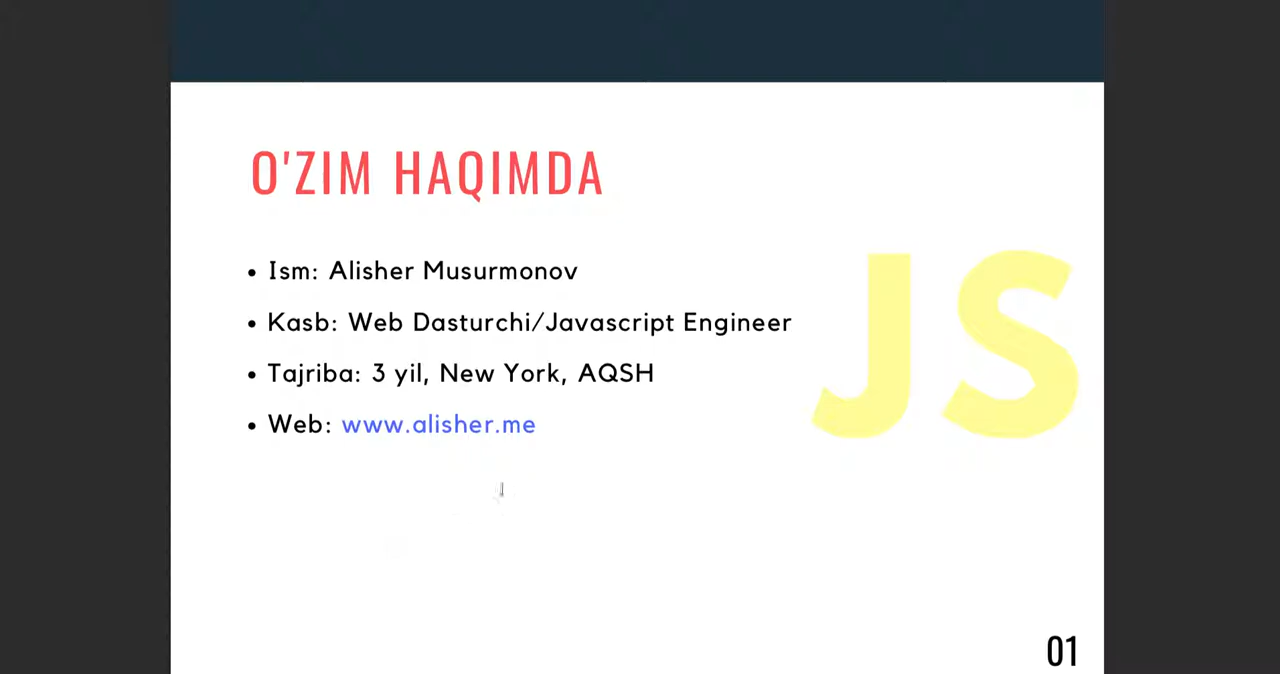 O'ZIM HAQIMDA
• Ism: Alisher Musurmonov
• Kasb: Web Dasturchi/Javascript Engineer
• Tajriba: 3 yil, New York, AQSH
• Web: www.alisher.me
JS
01